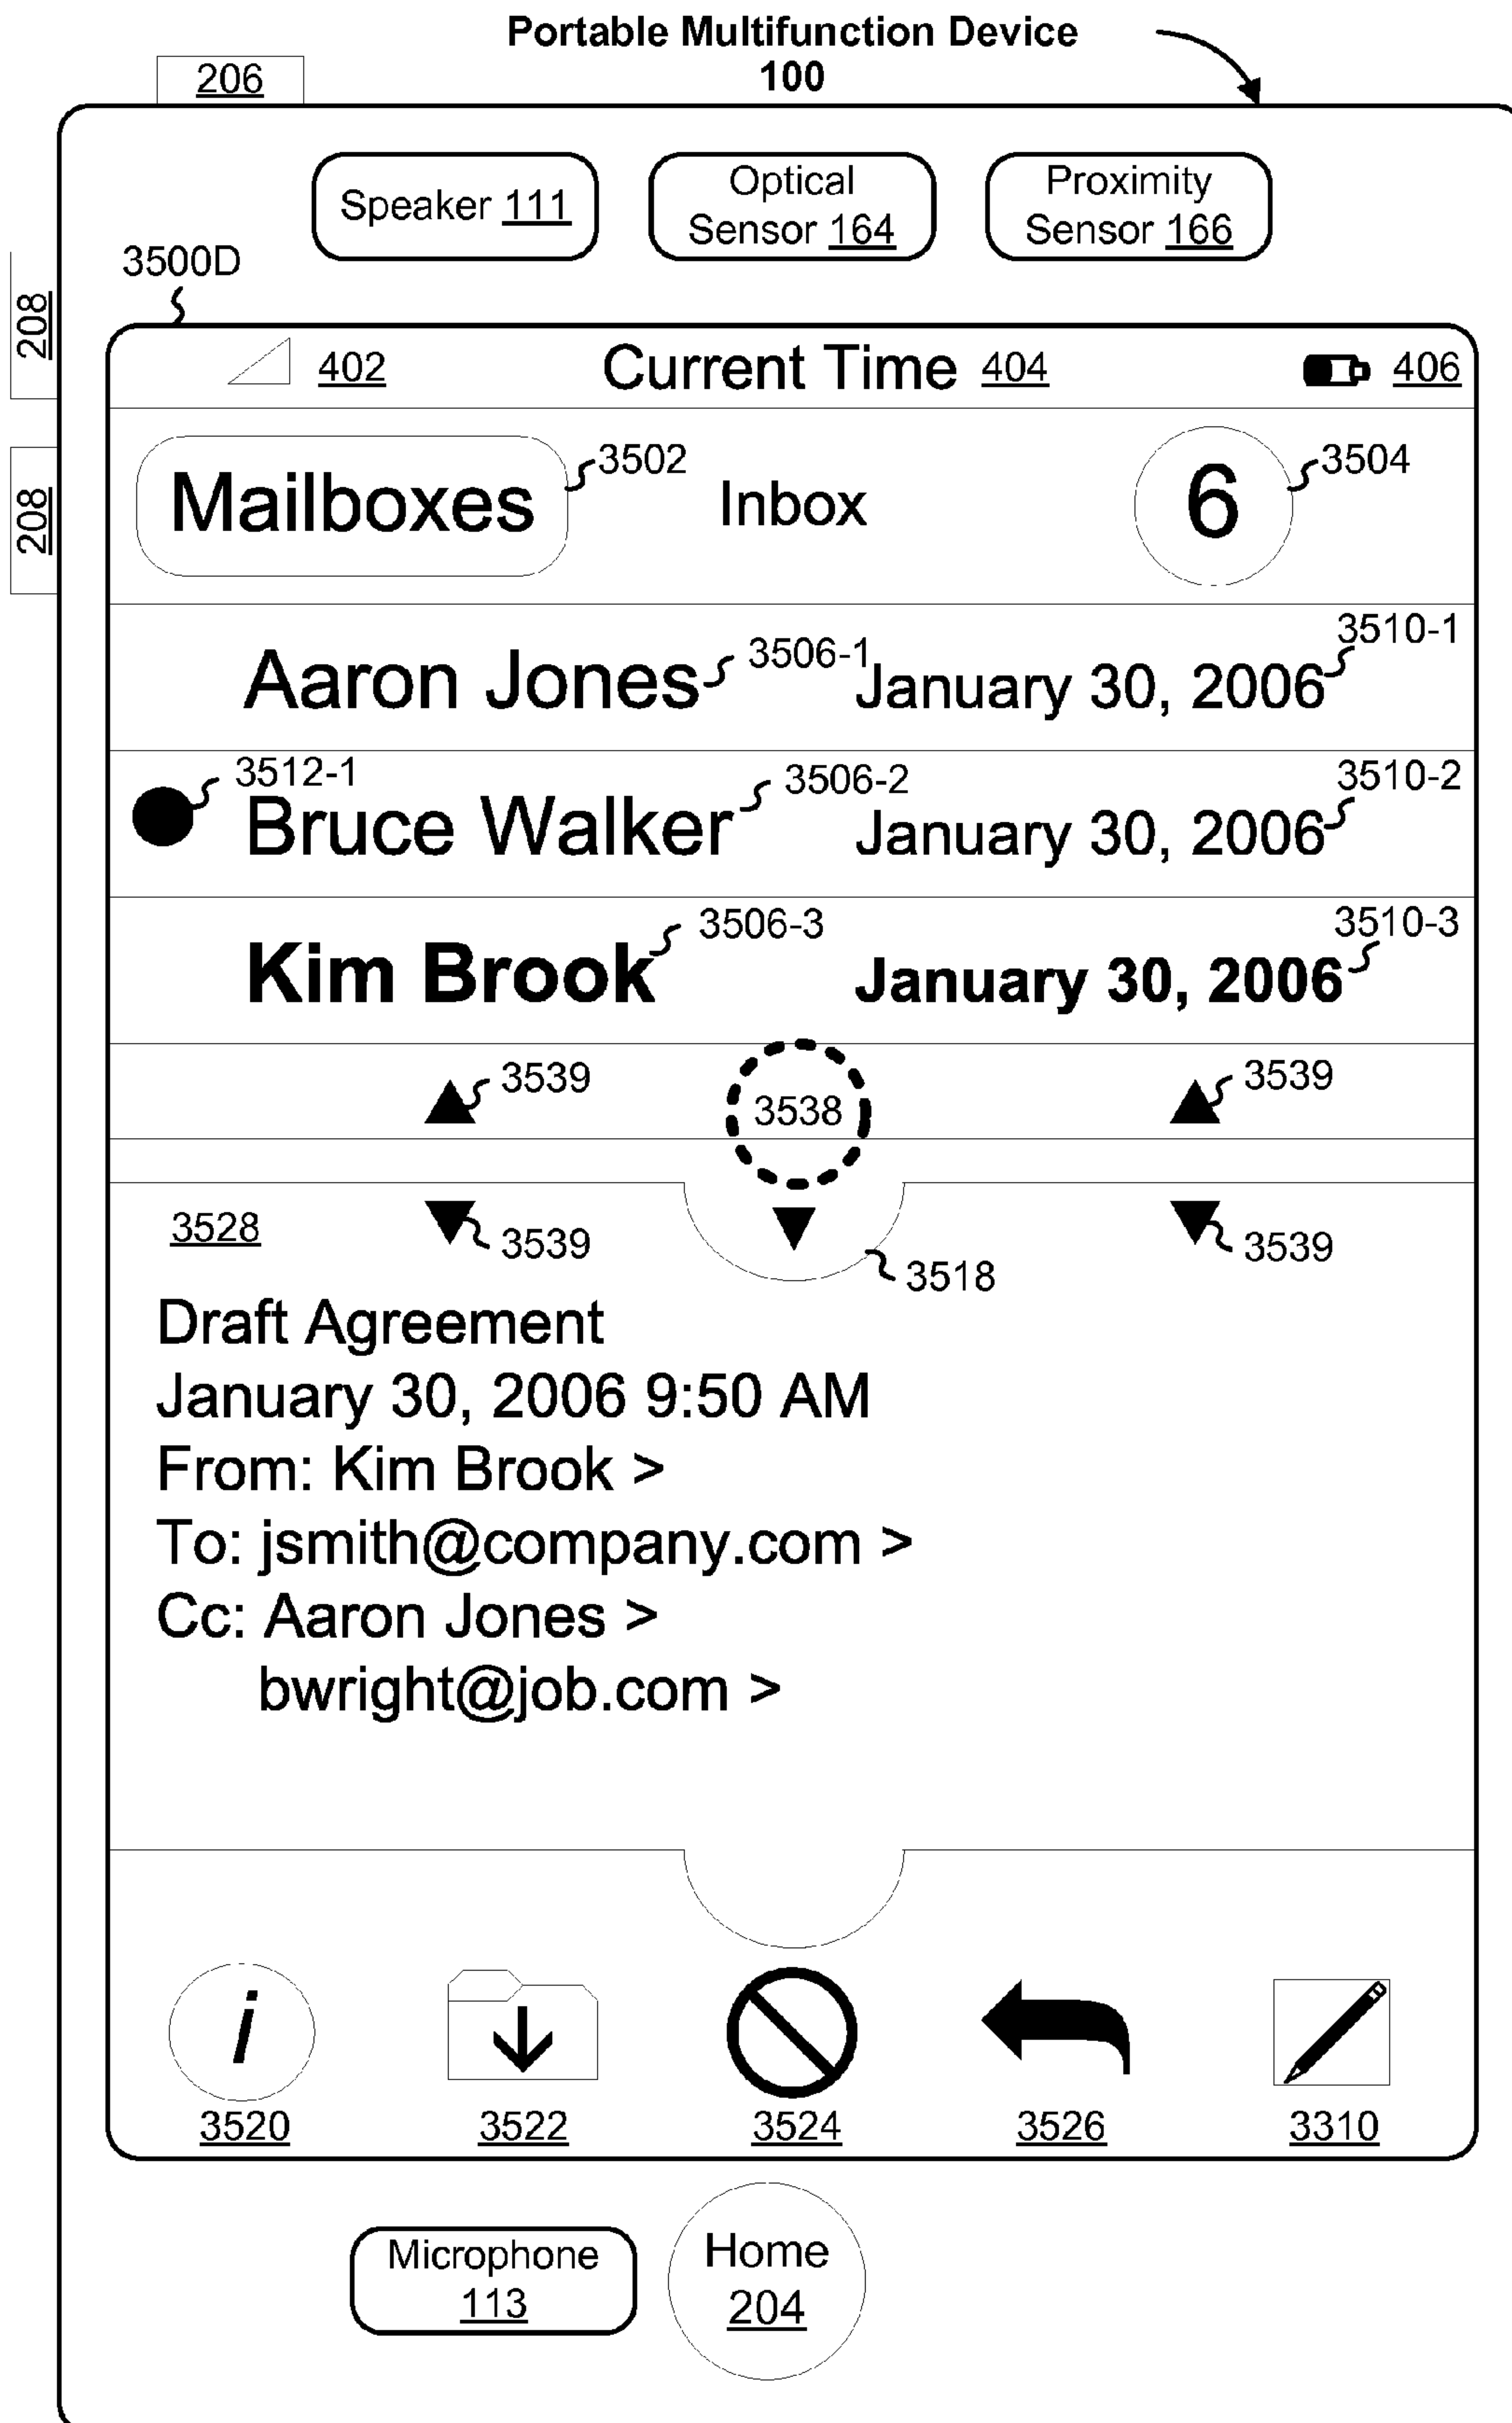 Portable Multifunction Device
100
206
Speaker 111
Optical
Sensor 164
Proximity
Sensor 166
3500D
208
208
402
Current Time 404
406
Mailboxes
3502
Inbox
6
3504
Aaron Jones
3506-1
January 30, 2006
3510-1
3512-1
Bruce Walker
3506-2
January 30, 2006
3510-2
Kim Brook
3506-3
January 30, 2006
3510-3
3539
3538
3539
3528
3539
3518
3539
Draft Agreement
January 30, 2006 9:50 AM
From: Kim Brook >
To: jsmith@company.com >
Cc: Aaron Jones >
bwright@job.com >
i
3520
3522
3524
3526
3310
Microphone
113
Home
204